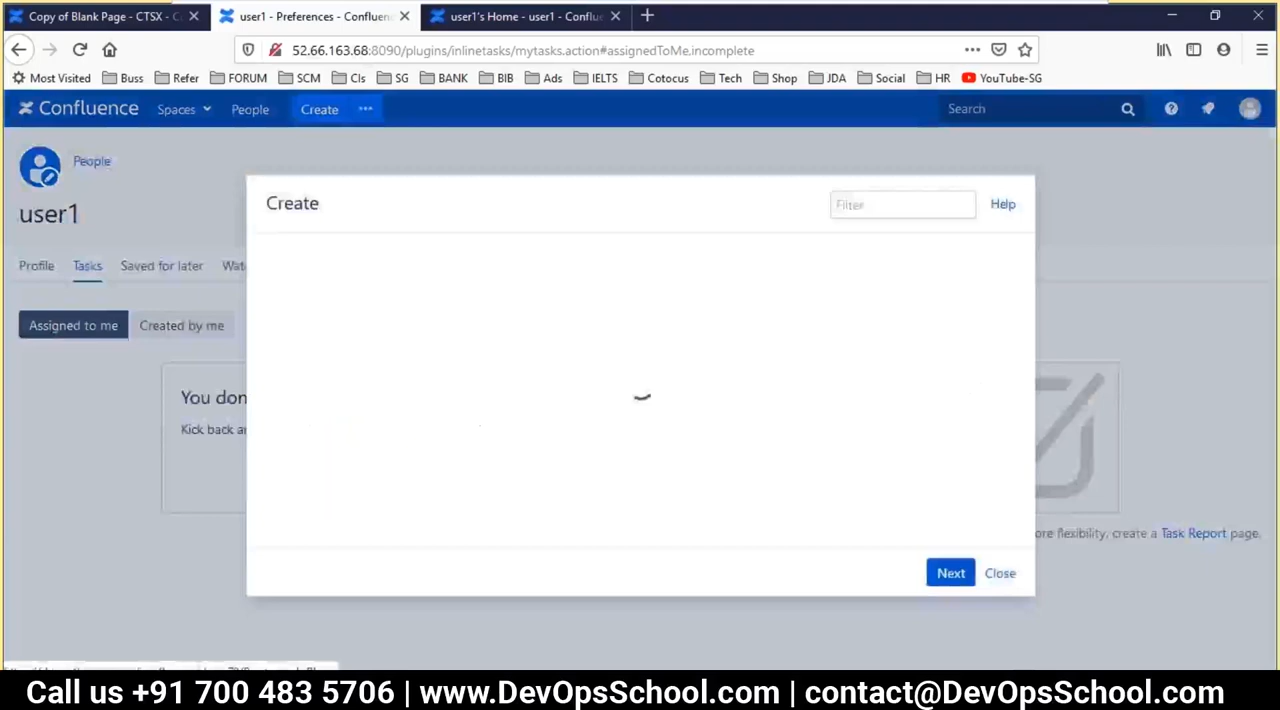 Copy of Blank Page - CTSX - C
user1 - Preferences - Confluen
user1's Home - user1 - Conflu
52.66.163.68:8090/plugins/inlinetasks/mytasks.action#assignedToMe.incomplete
Most Visited Buss Refer FORUM SCM CIs SG BANK BIB Ads IELTS Cotocus Tech Shop JDA Social HR YouTube-SG
Confluence Spaces People Create ••• Search
People
user1
Create Filter Help
Profile Tasks Saved for later Wat
Assigned to me Created by me
You don
Kick back an
ore flexibility, create a Task Report page.
Next Close
Call us +91 700 483 5706 | www.DevOpsSchool.com | contact@DevOpsSchool.com